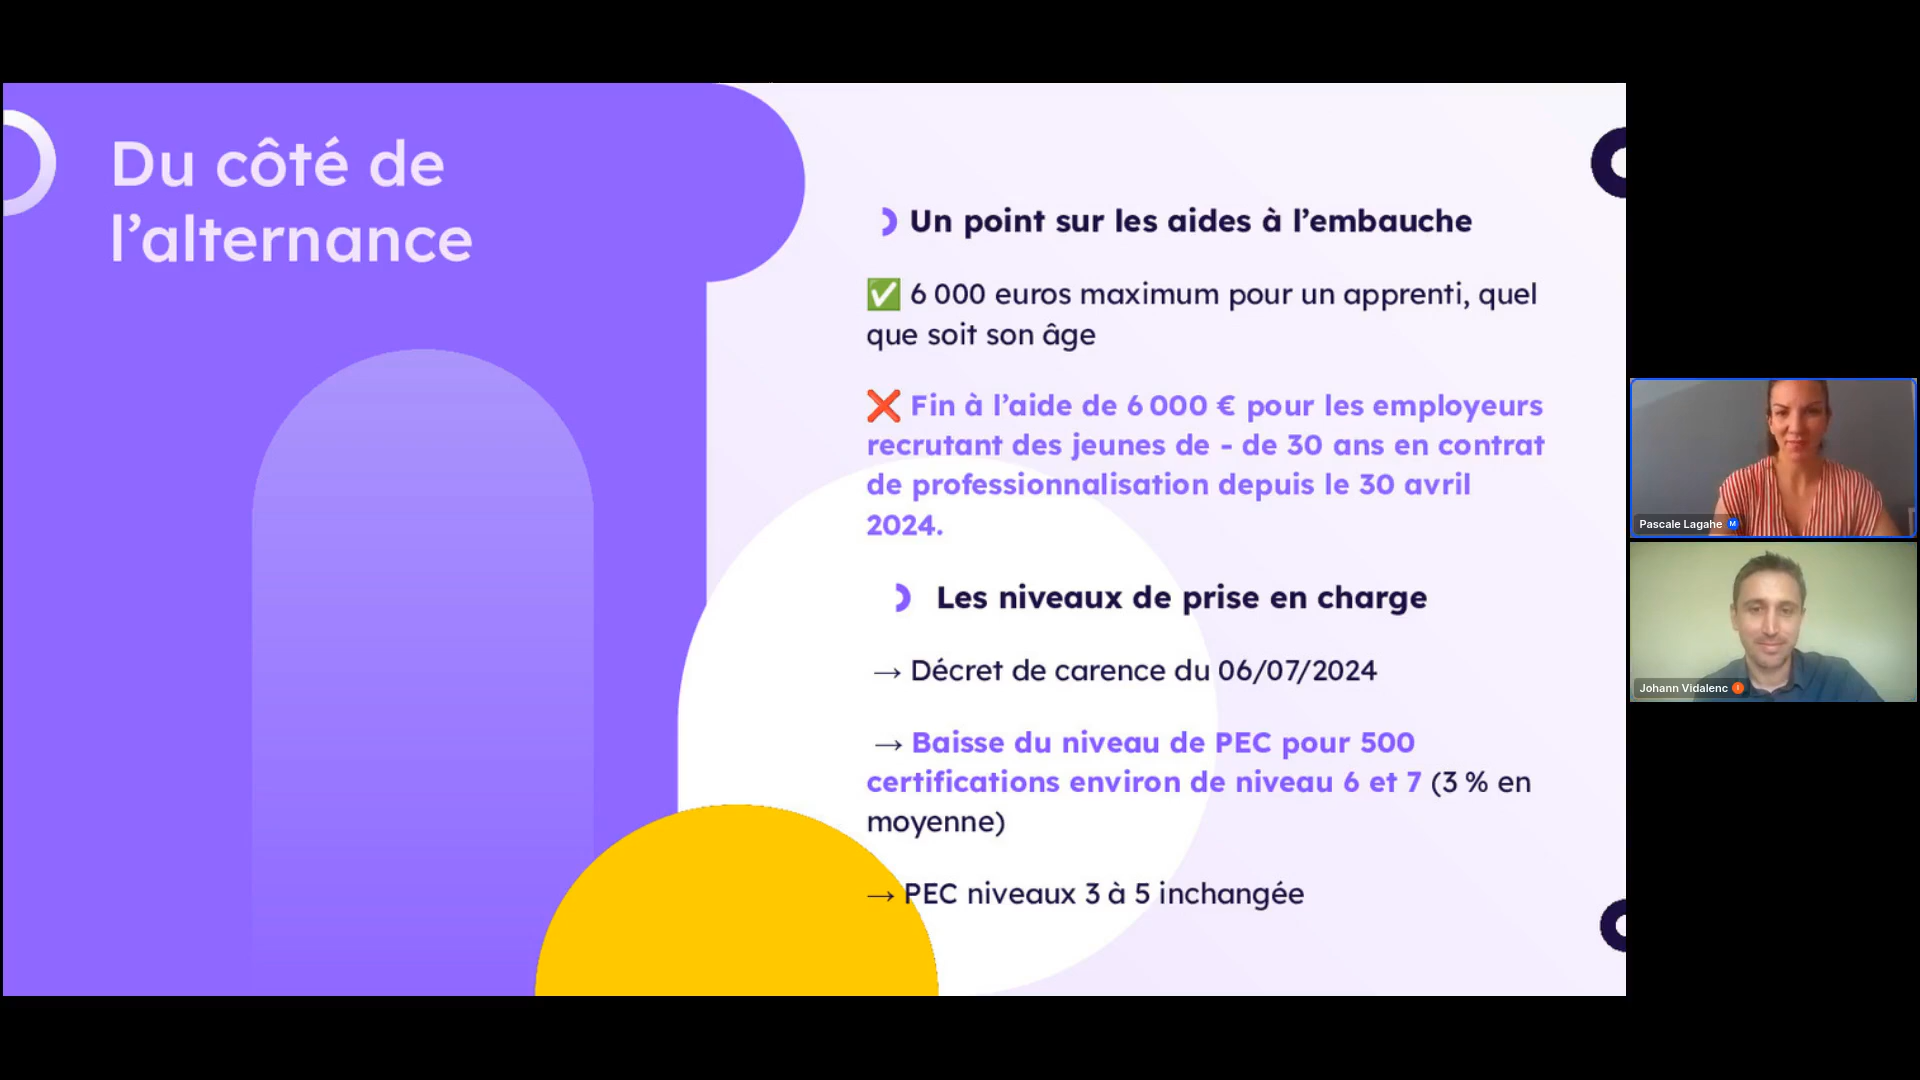 Du côté de
l’alternance
Un point sur les aides à l’embauche
✅ 6 000 euros maximum pour un apprenti, quel
que soit son âge
❌ Fin à l’aide de 6 000 € pour les employeurs
recrutant des jeunes de - de 30 ans en contrat
de professionnalisation depuis le 30 avril
2024.
Les niveaux de prise en charge
→ Décret de carence du 06/07/2024
→ Baisse du niveau de PEC pour 500
certifications environ de niveau 6 et 7 (3 % en
moyenne)
→ PEC niveaux 3 à 5 inchangée
Pascale Lagahe M
Johann Vidalenc I